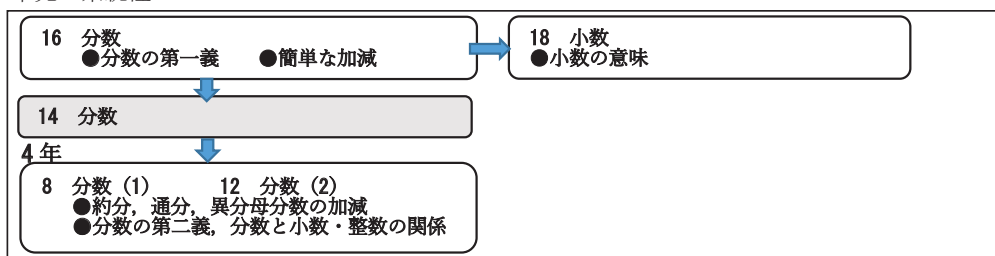 16 分数
●分数の第一義 ●簡単な加減
18 小数
●小数の意味
14 分数
4年
8 分数（1） 12 分数（2）
●約分，通分，異分母分数の加減
●分数の第二義，分数と小数・整数の関係